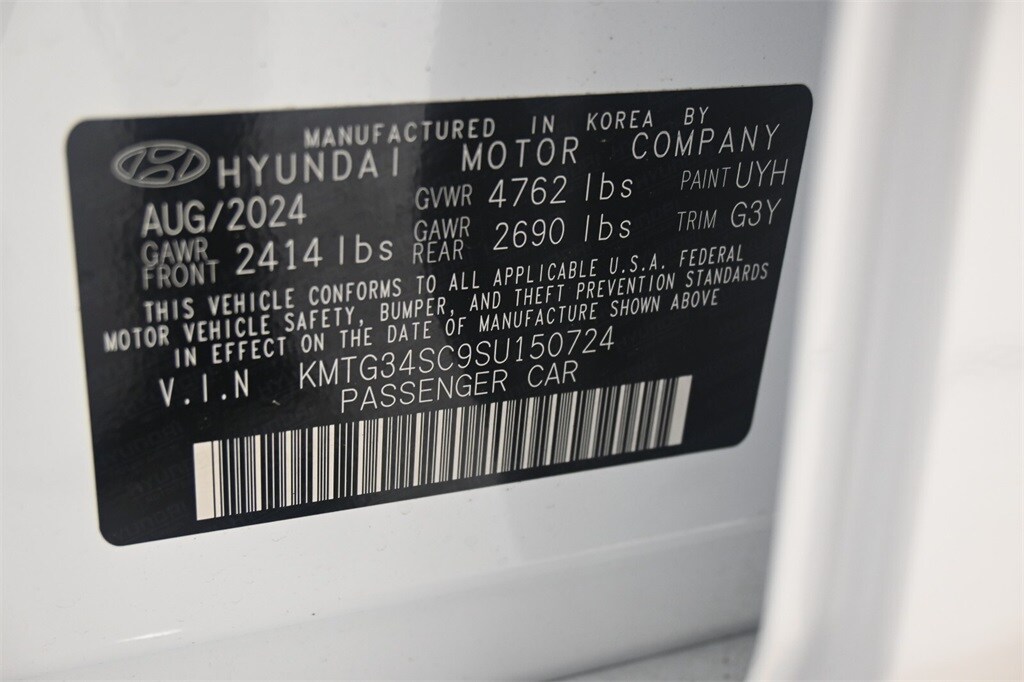 MANUFACTURED IN KOREA BY
HYUNDAI MOTOR COMPANY
AUG/2024 GVWR 4762 lbs PAINT UYH
GAWR FRONT 2414 lbs GAWR REAR 2690 lbs TRIM G3Y
THIS VEHICLE CONFORMS TO ALL APPLICABLE U.S.A. FEDERAL
MOTOR VEHICLE SAFETY, BUMPER, AND THEFT PREVENTION STANDARDS
IN EFFECT ON THE DATE OF MANUFACTURE SHOWN ABOVE
V.I.N KMTG34SC9SU150724
PASSENGER CAR